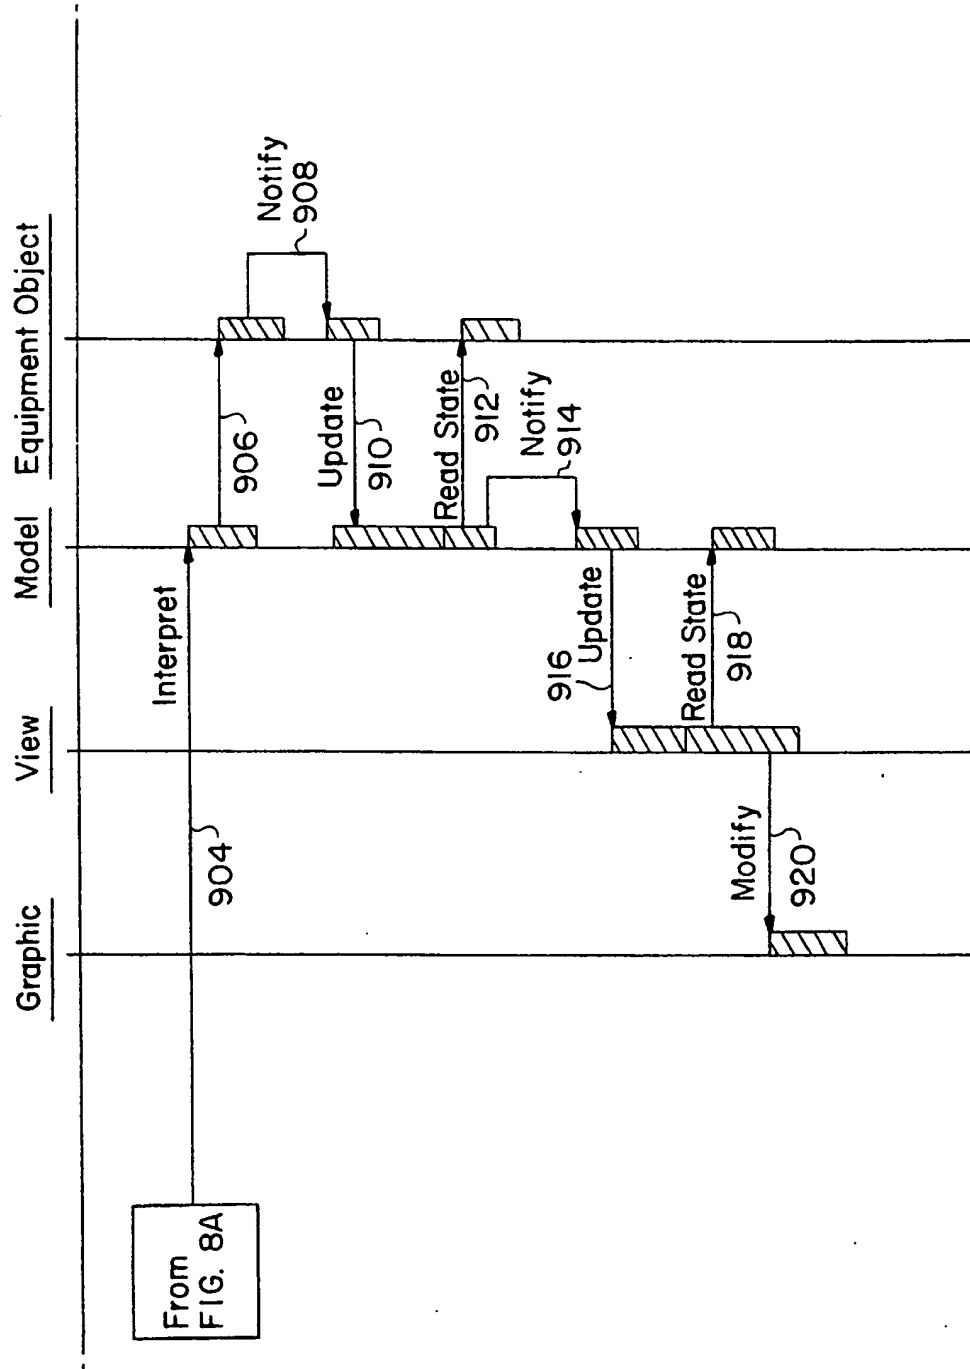 Graphic
View
Model
Equipment Object
From
FIG. 8A
904
Interpret
906
Notify
908
Update
910
Read State
912
Notify
914
916
Update
Read State
918
Modify
920